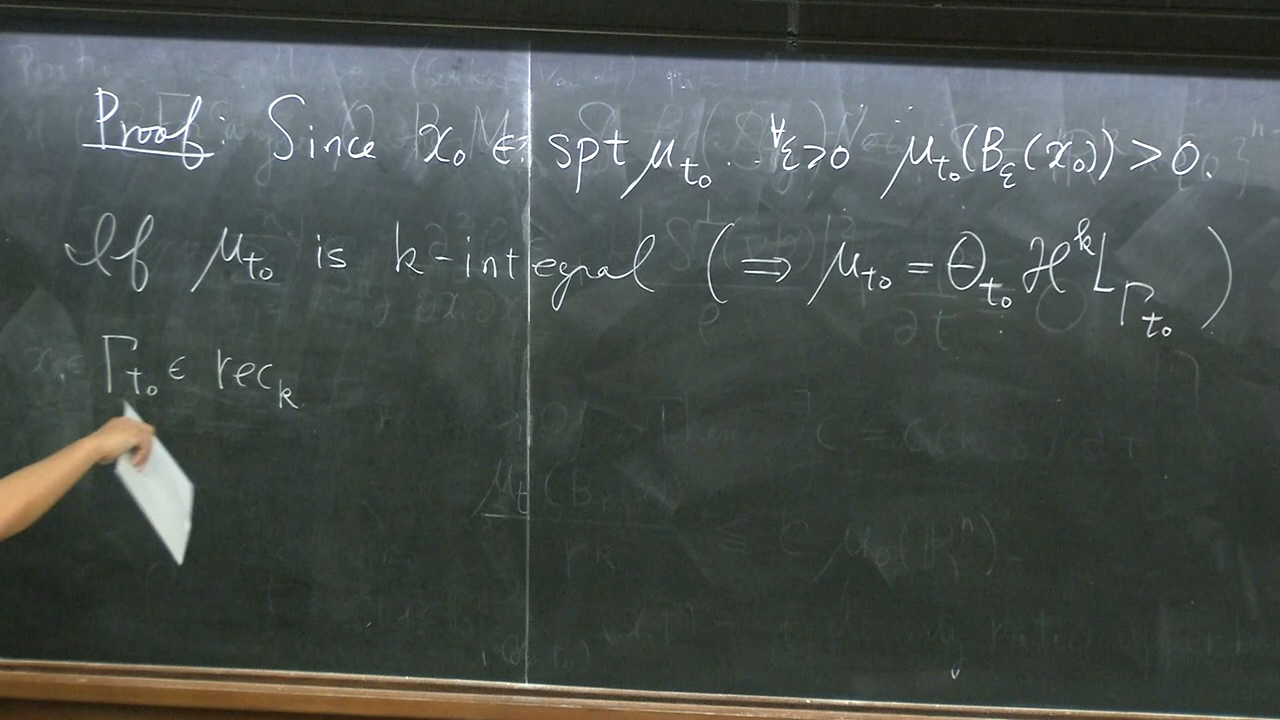 Proof: Since x₀ ∈ spt μ_{t₀} ∀ε>0 μ_{t₀}(B_ε(x₀)) > 0.
If μ_{t₀} is k-integral (⇒ μ_{t₀} = Θ_{t₀} ℋ^k ⌞_{Γ_{t₀}})
Γ_{t₀} ∈ rec_k